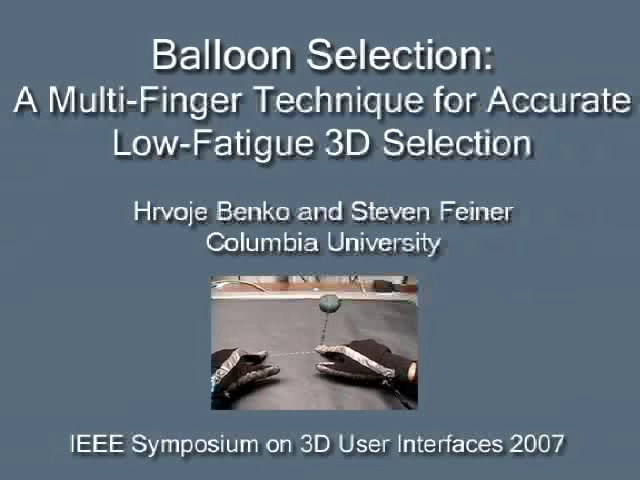 Balloon Selection:
A Multi-Finger Technique for Accurate
Low-Fatigue 3D Selection
Hrvoje Benko and Steven Feiner
Columbia University
IEEE Symposium on 3D User Interfaces 2007